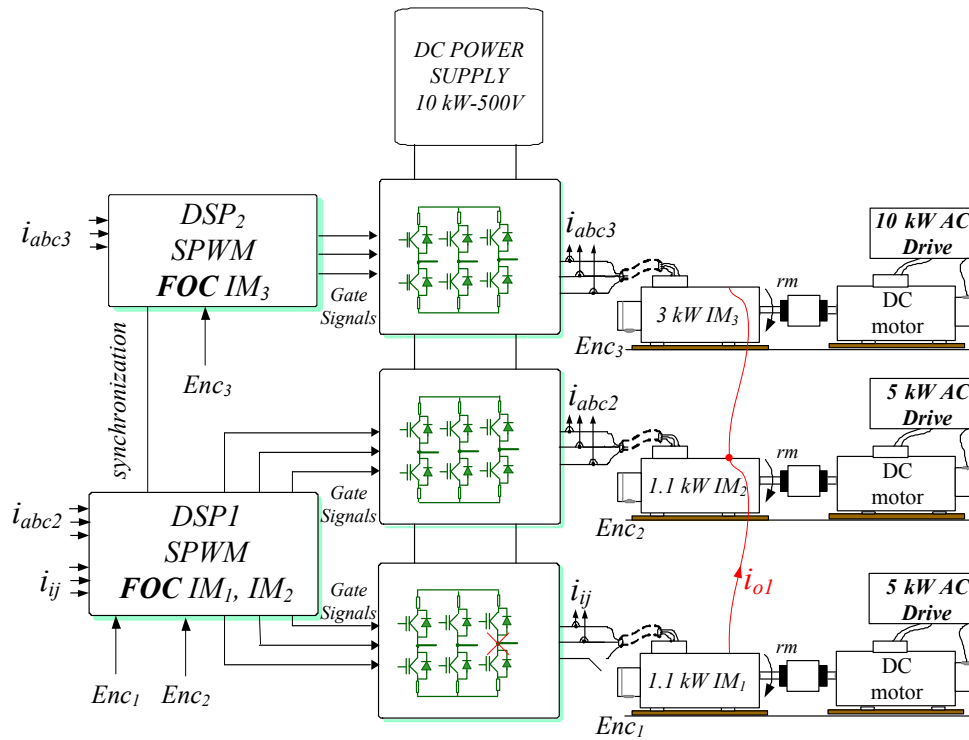 DC POWER
SUPPLY
10 kW-500V
DSP2
SPWM
FOC IM3
iabc3
Gate
Signals
synchronization
Enc3
iabc3
10 kW AC
Drive
rm
3 kW IM3
DC
motor
Enc3
iabc2
5 kW AC
Drive
rm
1.1 kW IM2
DC
motor
Enc2
DSP1
SPWM
FOC IM1, IM2
iabc2
iij
Gate
Signals
Gate
Signals
Enc1
Enc2
iij
io1
5 kW AC
Drive
rm
1.1 kW IM1
DC
motor
Enc1